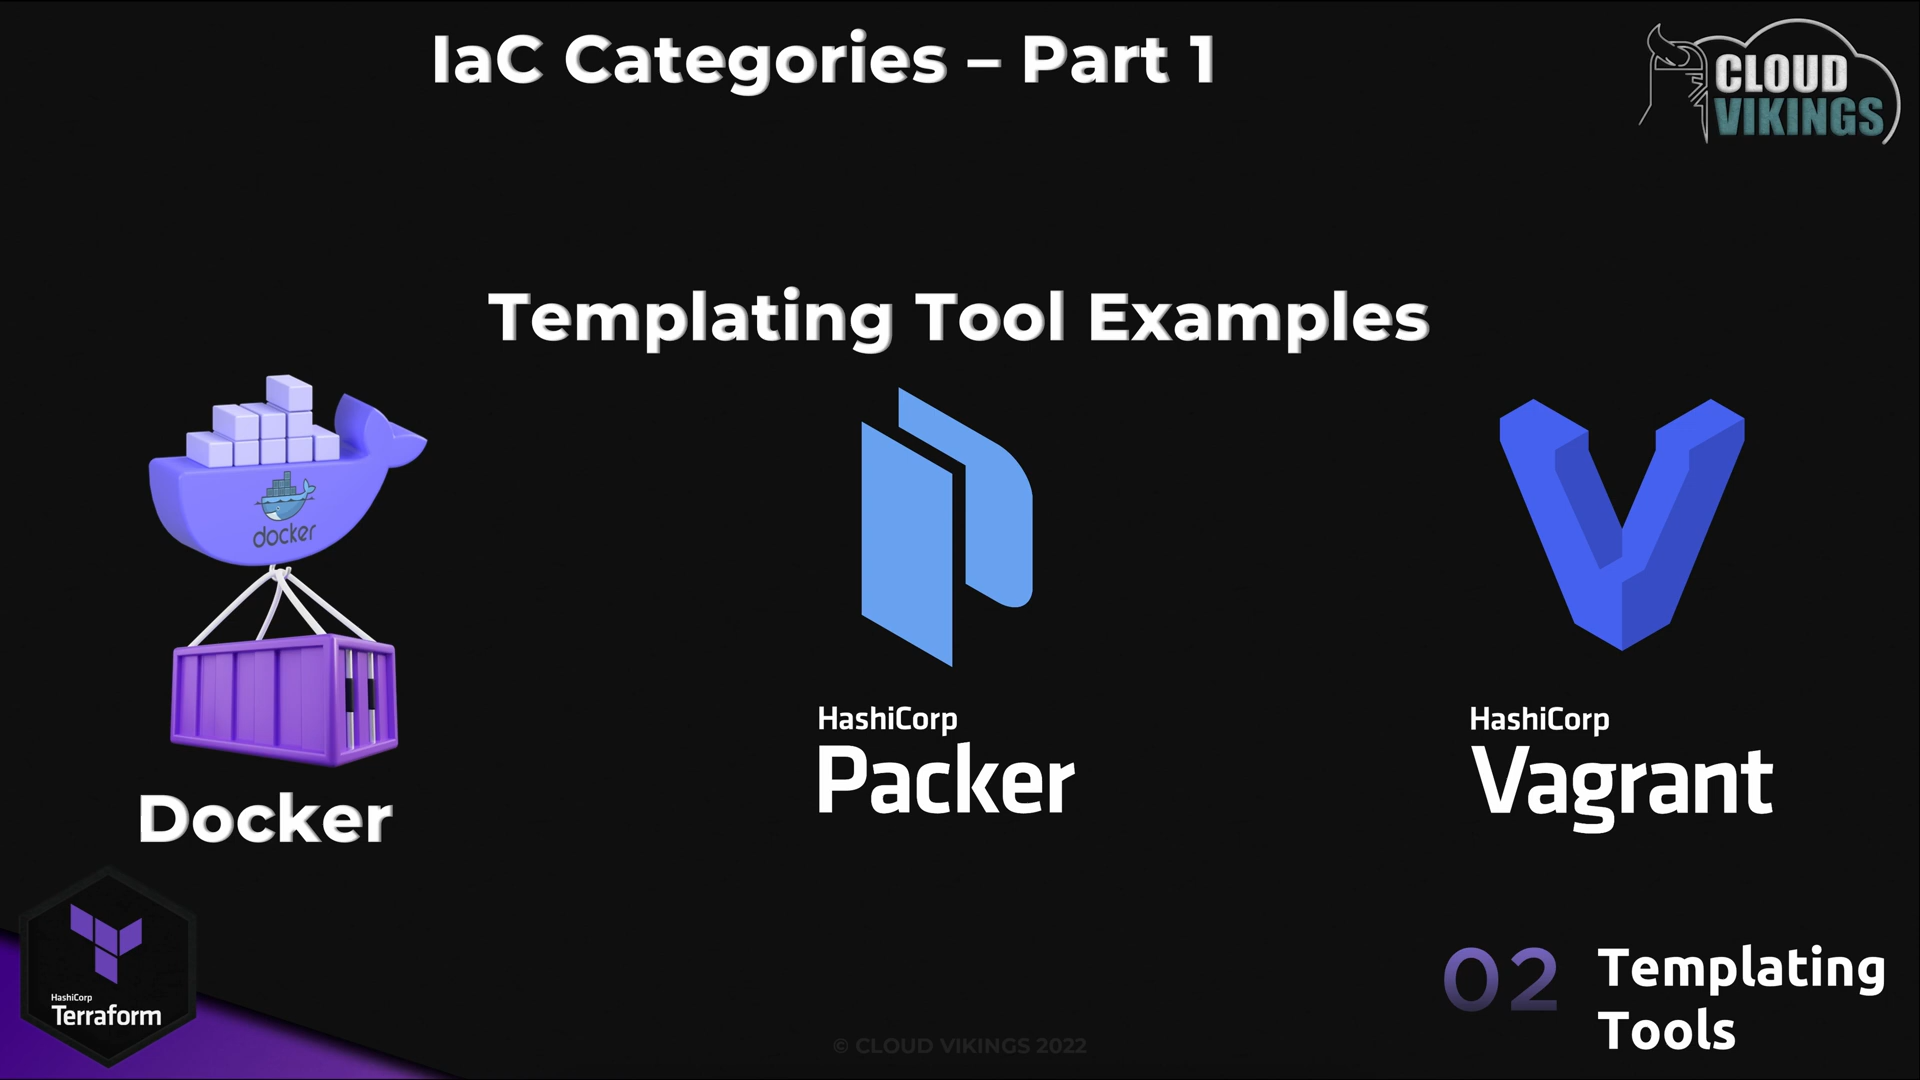 IaC Categories – Part 1
CLOUD
VIKINGS
Templating Tool Examples
docker
Docker
HashiCorp
Packer
HashiCorp
Vagrant
HashiCorp
Terraform
02 Templating
Tools
© CLOUD VIKINGS 2022